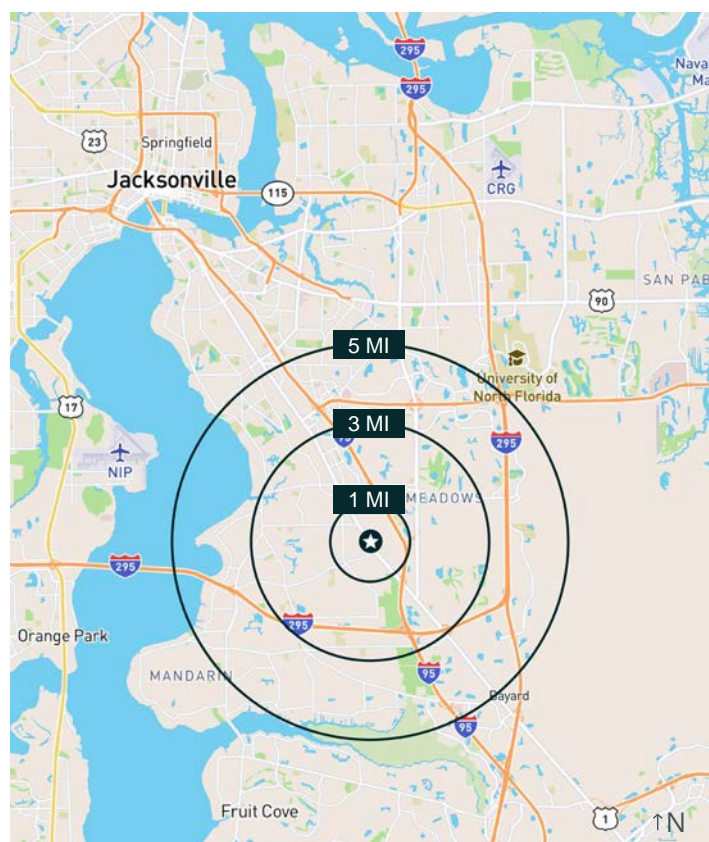 295
295
Nava
Ma
23
Springfield
CRG
Jacksonville
115
SAN PAB
90
5 MI
University of
North Florida
17
3 MI
95
295
NIP
1 MI
MEADOWS
295
295
Orange Park
MANDARIN
95
Bayard
95
Fruit Cove
1
↑N